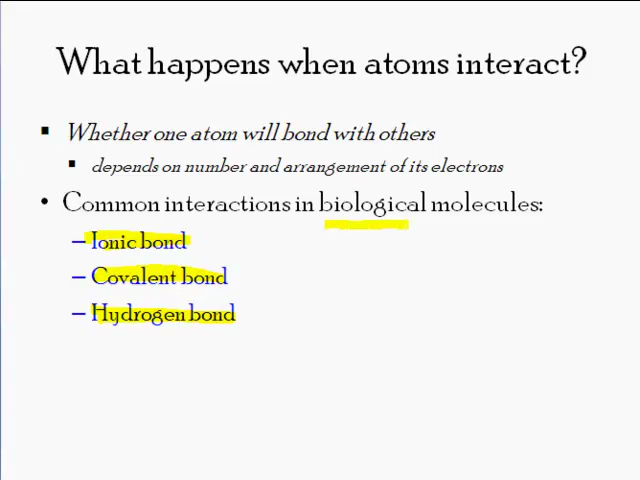 What happens when atoms interact?
▪ Whether one atom will bond with others
▪ depends on number and arrangement of its electrons
• Common interactions in biological molecules:
– Ionic bond
– Covalent bond
– Hydrogen bond